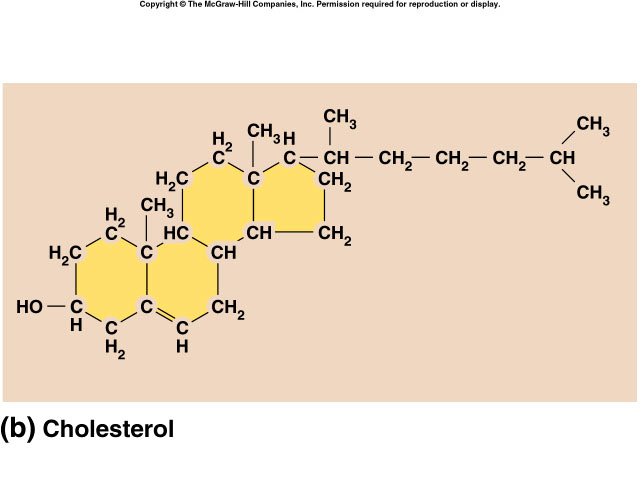 Copyright © The McGraw-Hill Companies, Inc. Permission required for reproduction or display.
CH3
CH3
H2 CH3 H
C CH CH2 CH2 CH2 CH
H2C C CH2
CH3
CH3
H2
C HC CH CH2
H2C C CH
HO C C CH2
H C C
H2 H
(b) Cholesterol